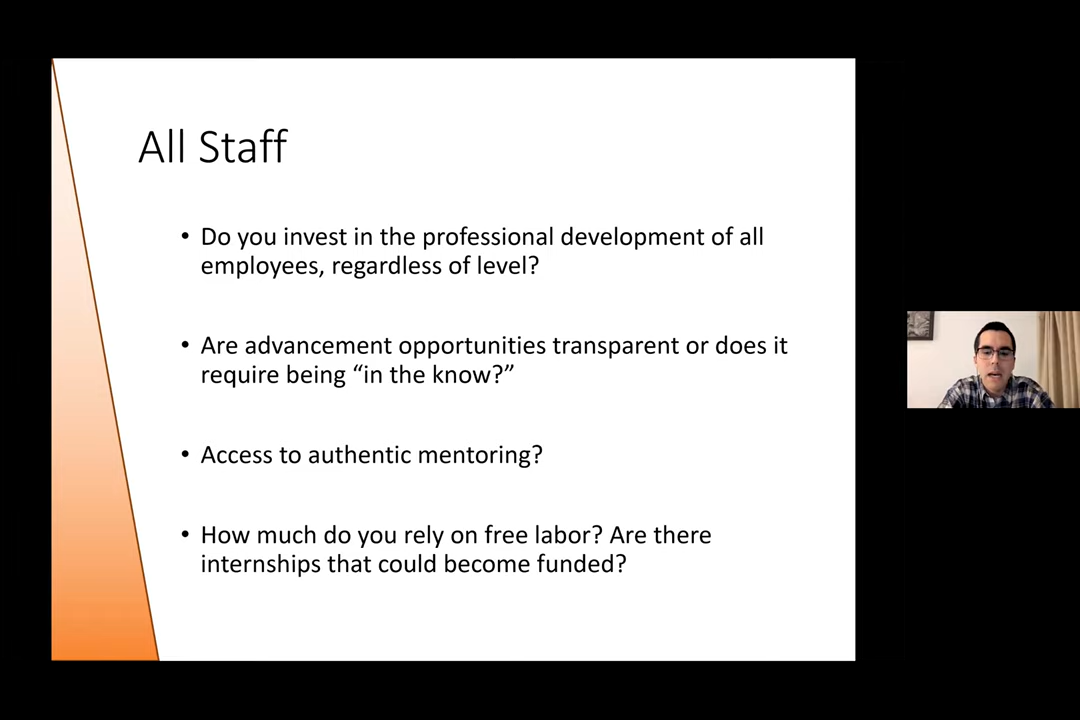 All Staff
• Do you invest in the professional development of all
employees, regardless of level?
• Are advancement opportunities transparent or does it
require being “in the know?”
• Access to authentic mentoring?
• How much do you rely on free labor? Are there
internships that could become funded?